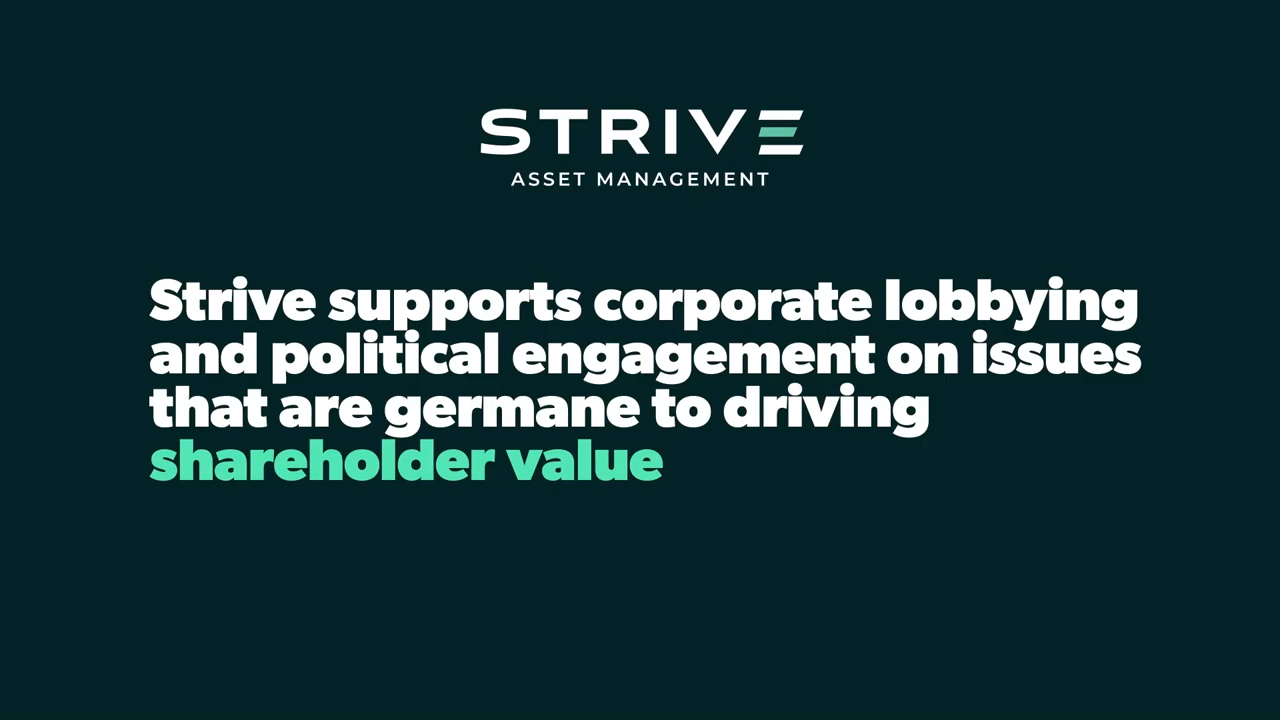 STRIVE
ASSET MANAGEMENT
Strive supports corporate lobbying
and political engagement on issues
that are germane to driving
shareholder value